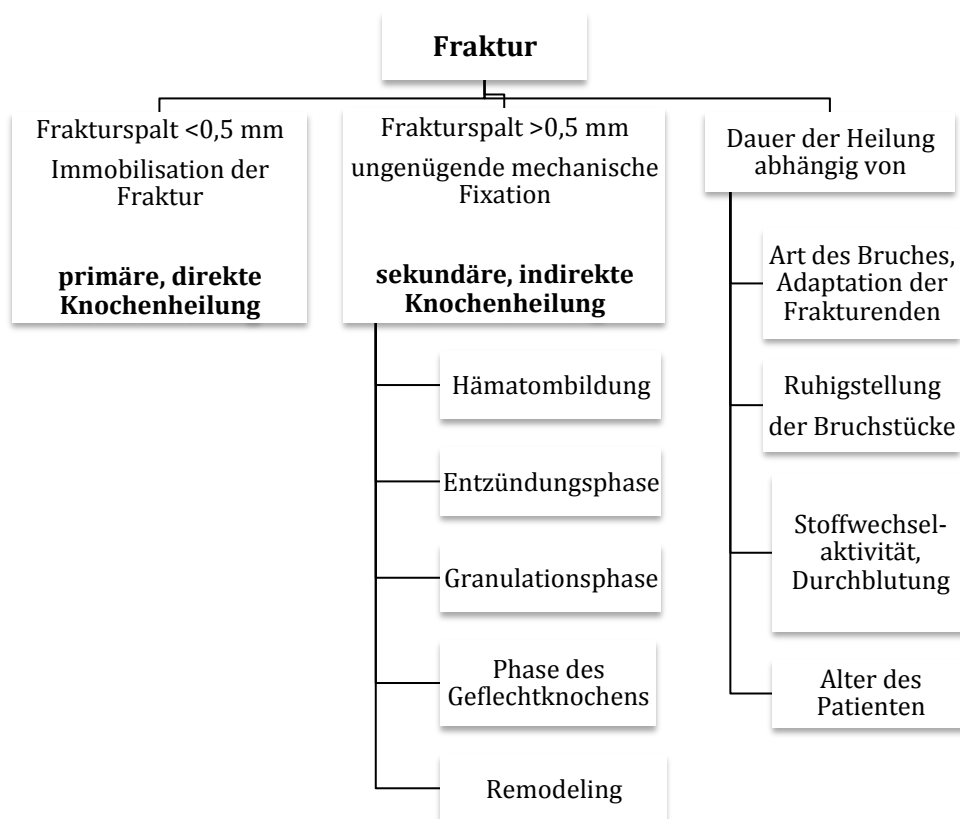 Fraktur
Frakturspalt <0,5 mm
Immobilisation der
Fraktur
primäre, direkte
Knochenheilung
Frakturspalt >0,5 mm
ungenügende mechanische
Fixation
sekundäre, indirekte
Knochenheilung
Hämatombildung
Entzündungsphase
Granulationsphase
Phase des
Geflechtknochens
Remodeling
Dauer der Heilung
abhängig von
Art des Bruches,
Adaptation der
Frakturenden
Ruhigstellung
der Bruchstücke
Stoffwechsel-
aktivität,
Durchblutung
Alter des
Patienten